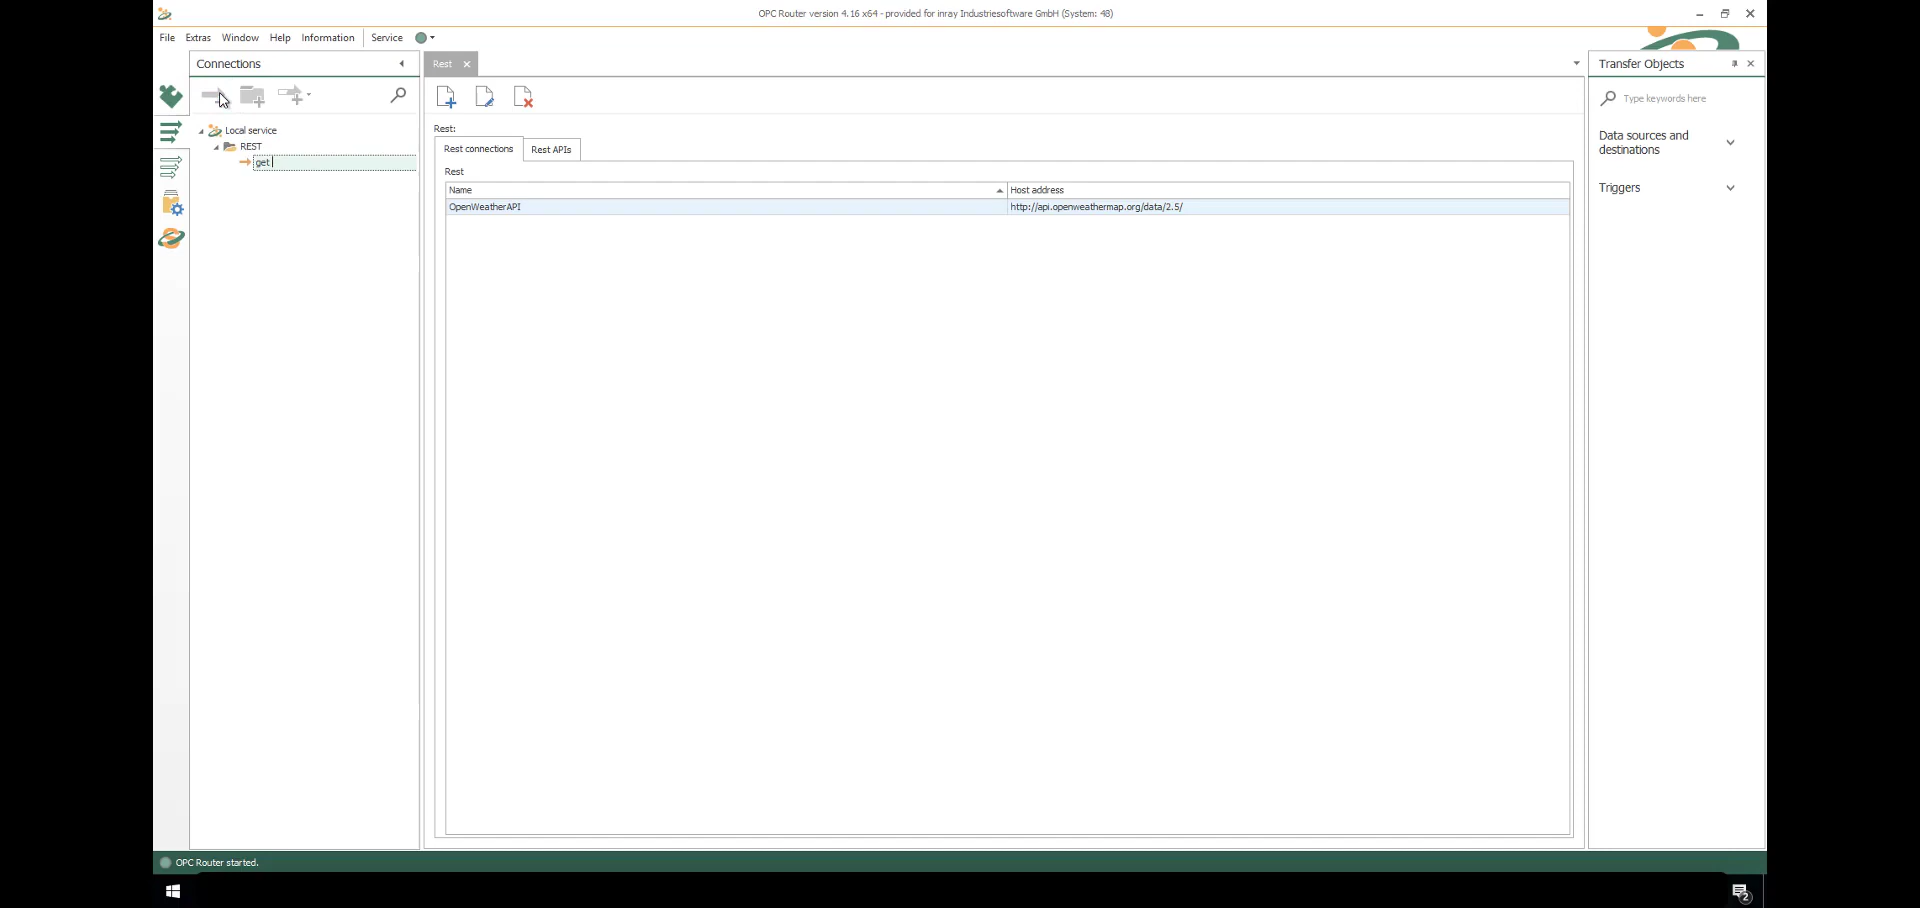 OPC Router version 4.16 x64 - provided for inray Industriesoftware GmbH (System: 48)
File Extras Window Help Information Service
Connections
Rest
Transfer Objects
Type keywords here
Local service
REST
get
Rest:
Rest connections Rest APIs
Rest
Name Host address
OpenWeatherAPI http://api.openweathermap.org/data/2.5/
Data sources and
destinations
Triggers
OPC Router started.
2